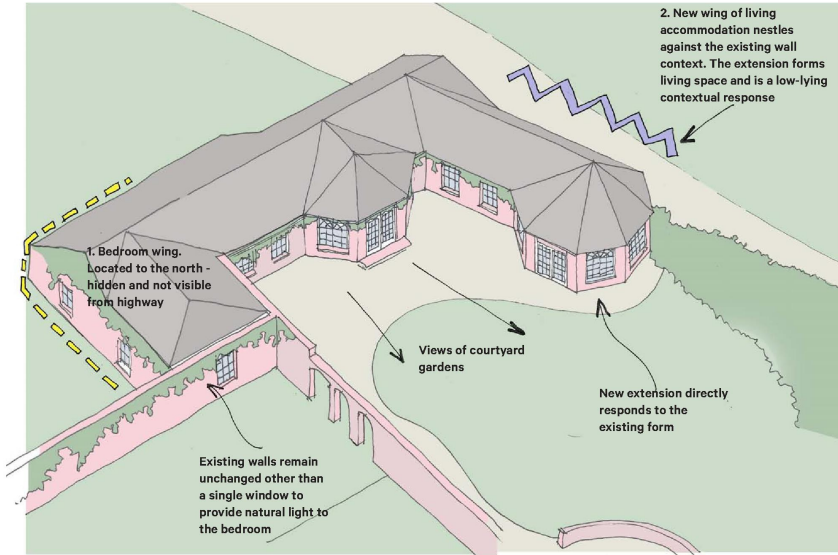 2. New wing of living
accommodation nestles
against the existing wall
context. The extension forms
living space and is a low-lying
contextual response
1. Bedroom wing.
Located to the north -
hidden and not visible
from highway
Views of courtyard
gardens
New extension directly
responds to the
existing form
Existing walls remain
unchanged other than
a single window to
provide natural light to
the bedroom